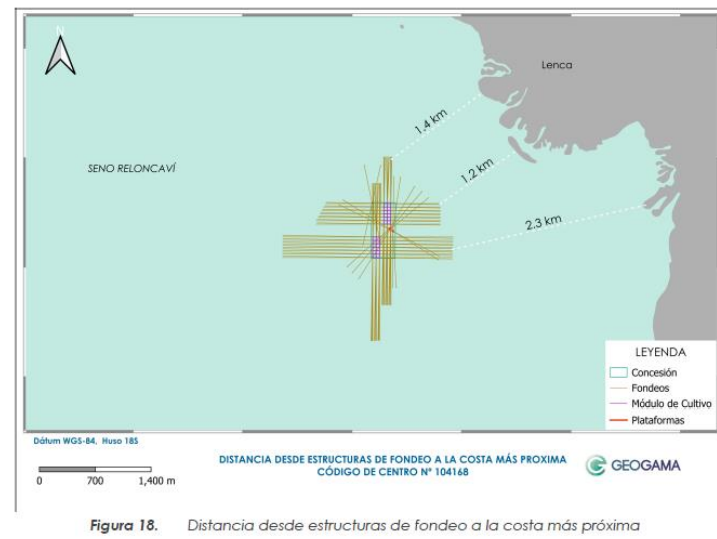 N
Lenca
1.4 km
SENO RELONCAVÍ
1.2 km
2.3 km
LEYENDA
Concesión
Fondeos
Módulo de Cultivo
Plataformas
Dátum WGS-84, Huso 18S
DISTANCIA DESDE ESTRUCTURAS DE FONDEO A LA COSTA MÁS PROXIMA
CÓDIGO DE CENTRO N° 104168
GEOGAMA
0 700 1,400 m
Figura 18. Distancia desde estructuras de fondeo a la costa más próxima